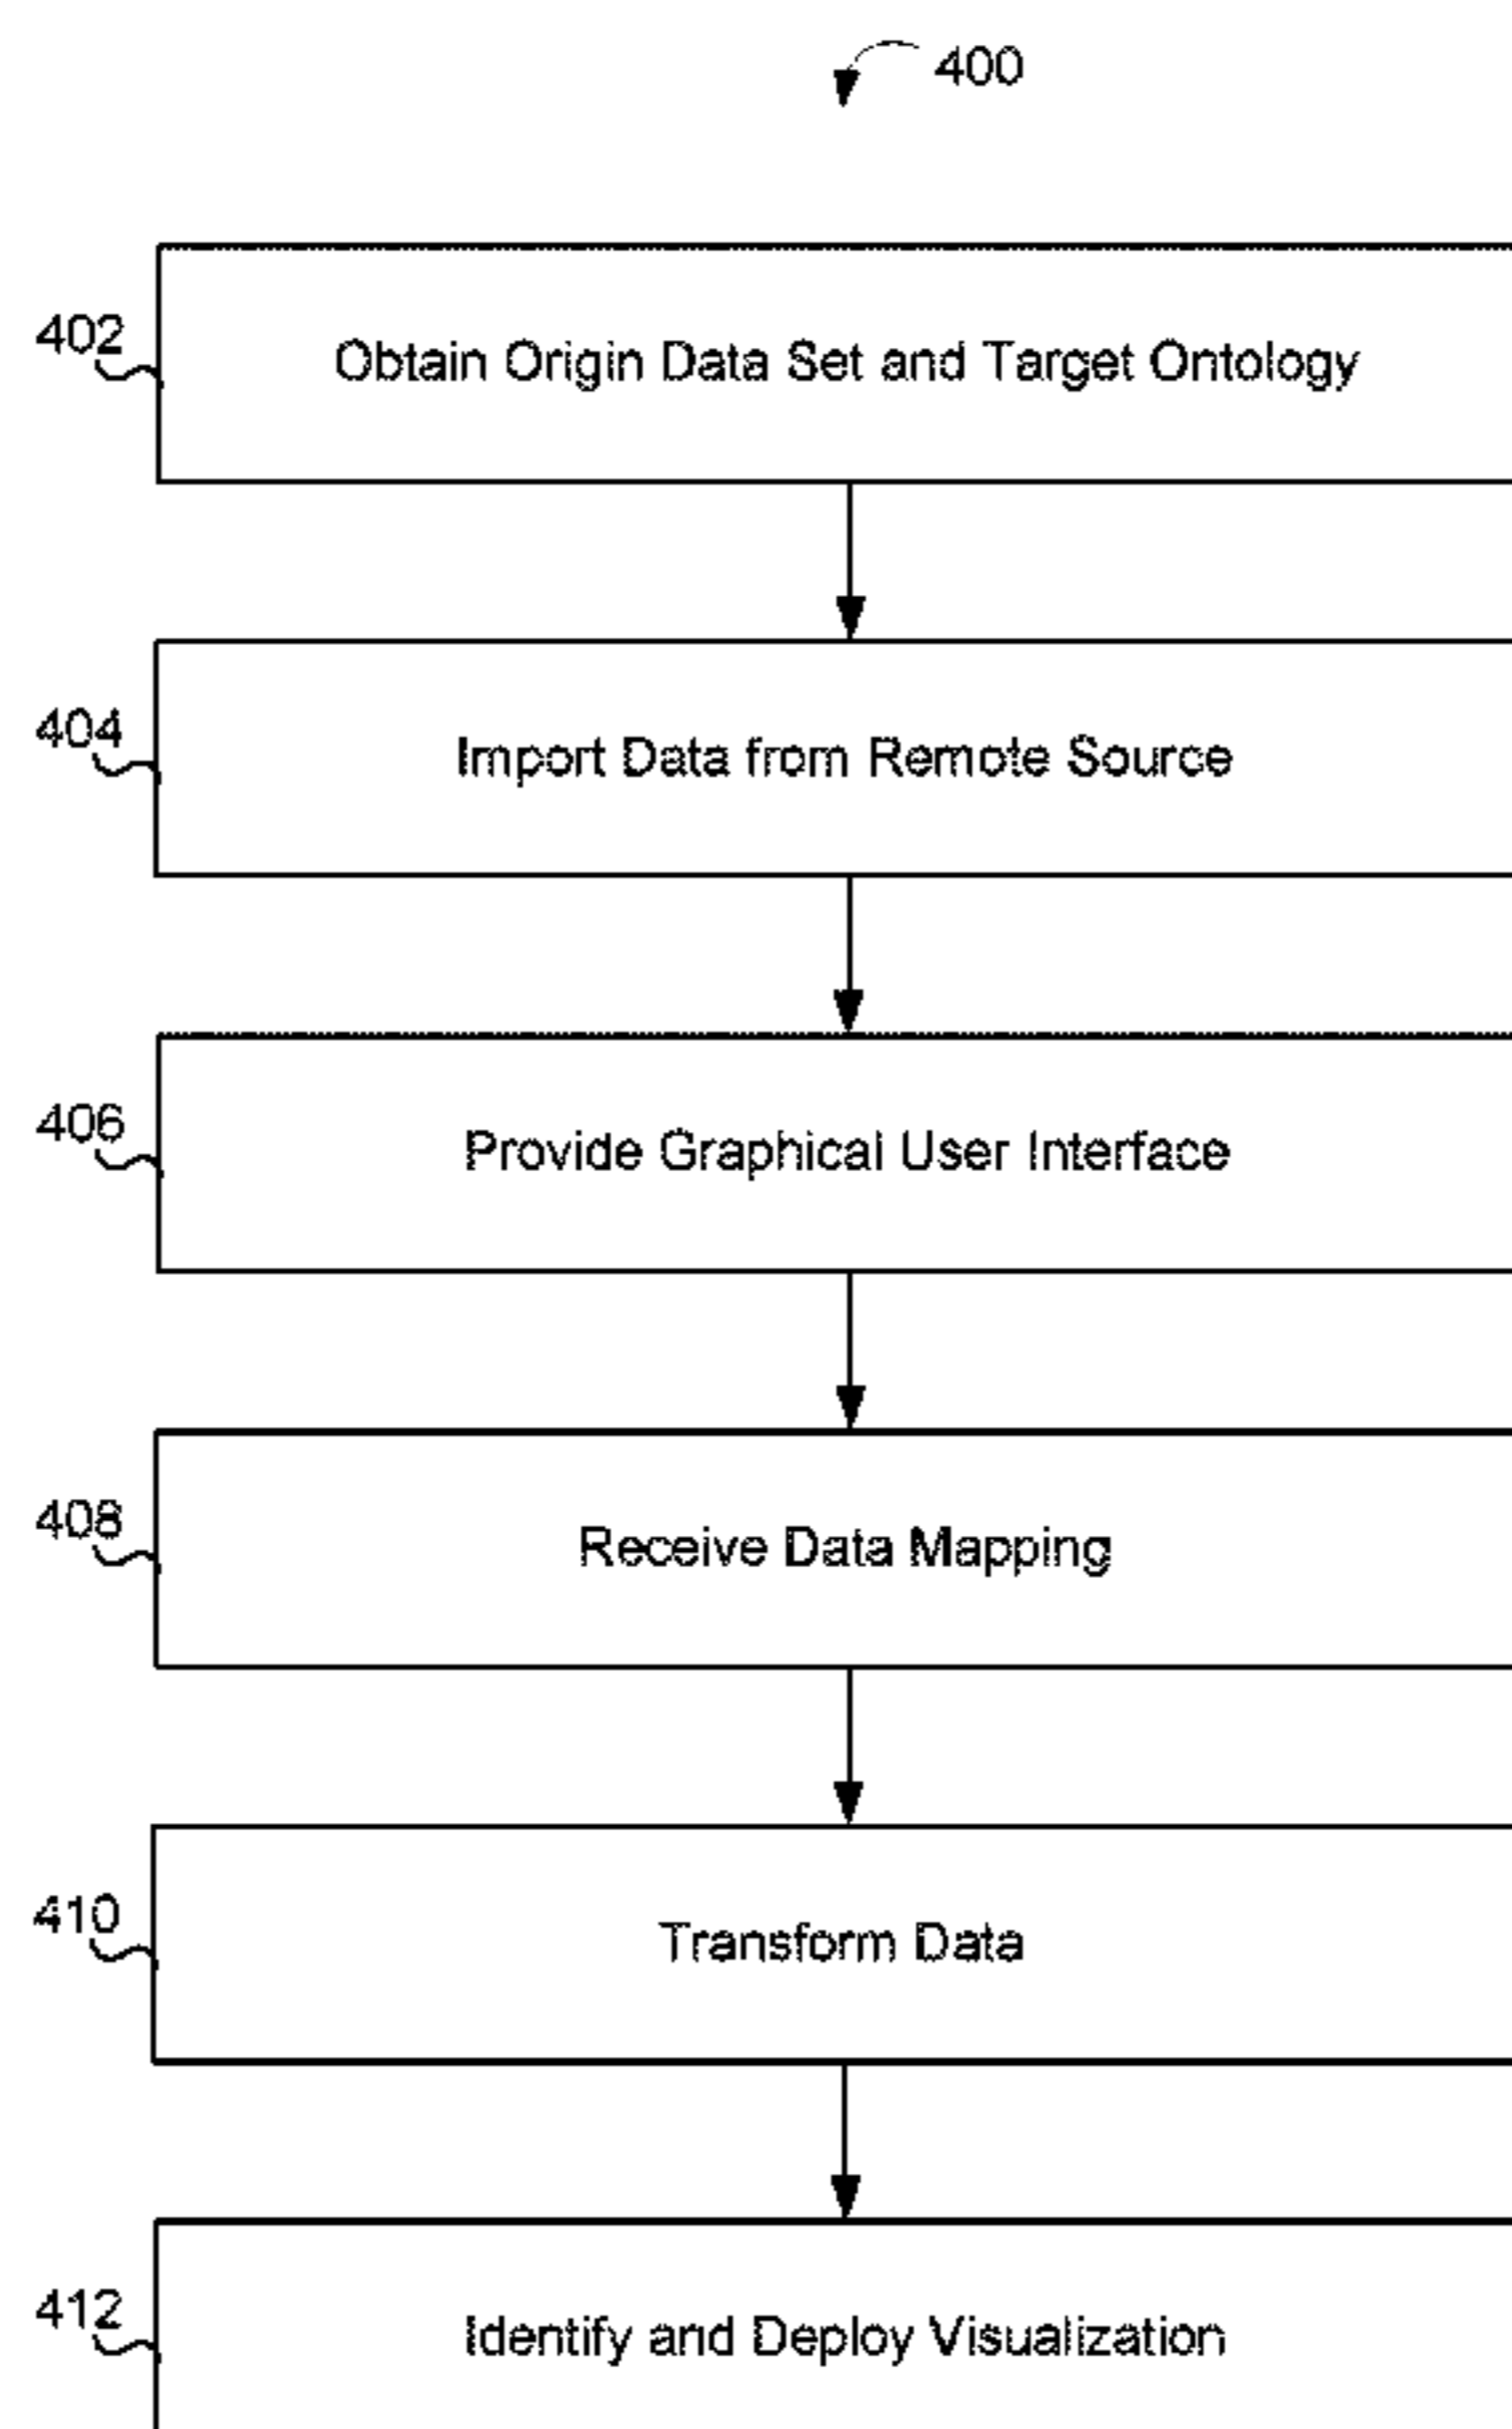 400
402
Obtain Origin Data Set and Target Ontology
404
Import Data from Remote Source
406
Provide Graphical User Interface
408
Receive Data Mapping
410
Transform Data
412
Identify and Deploy Visualization